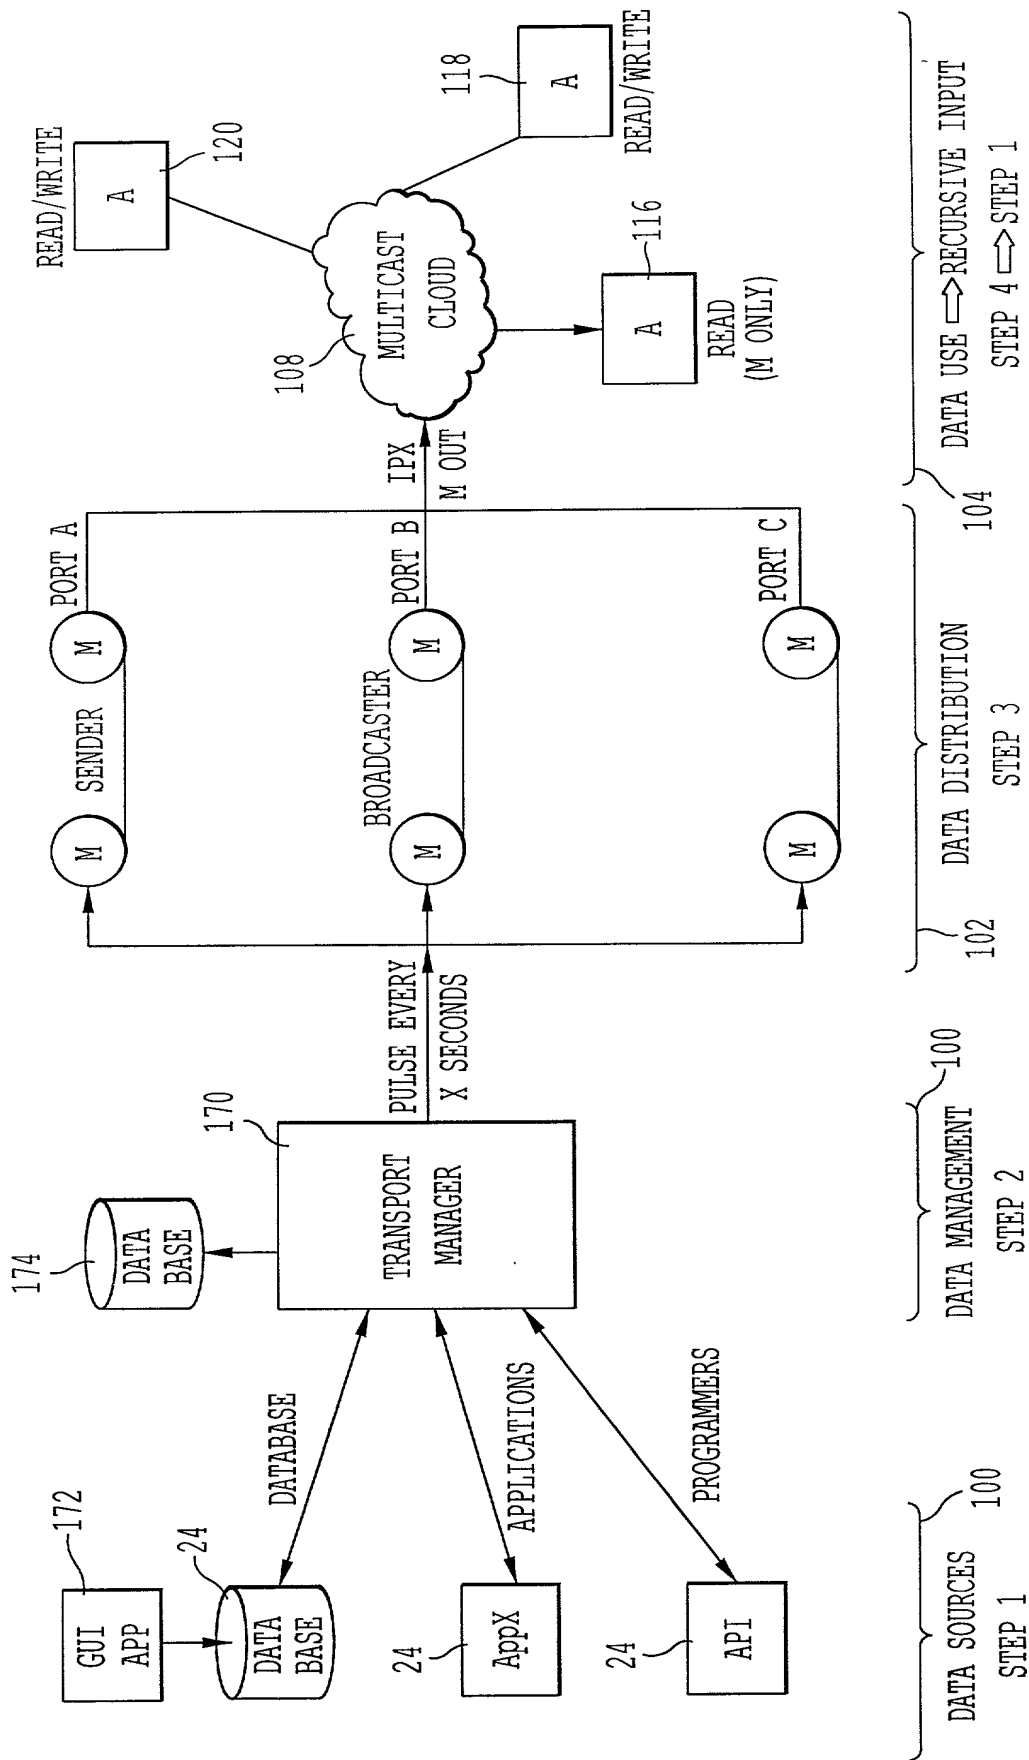 172
GUI
APP
24
DATA
BASE
DATABASE
24
AppX
APPLICATIONS
24
API
PROGRAMMERS
174
DATA
BASE
170
TRANSPORT
MANAGER
PULSE EVERY
X SECONDS
M
SENDER
M
PORT A
M
BROADCASTER
M
PORT B
M
M
PORT C
IPX
M OUT
108
MULTICAST
CLOUD
READ/WRITE
A
120
118
A
READ/WRITE
116
A
READ
(M ONLY)
100
DATA SOURCES
STEP 1
100
DATA MANAGEMENT
STEP 2
102
DATA DISTRIBUTION
STEP 3
104
DATA USE ⇨ RECURSIVE INPUT
STEP 4 ⇨ STEP 1